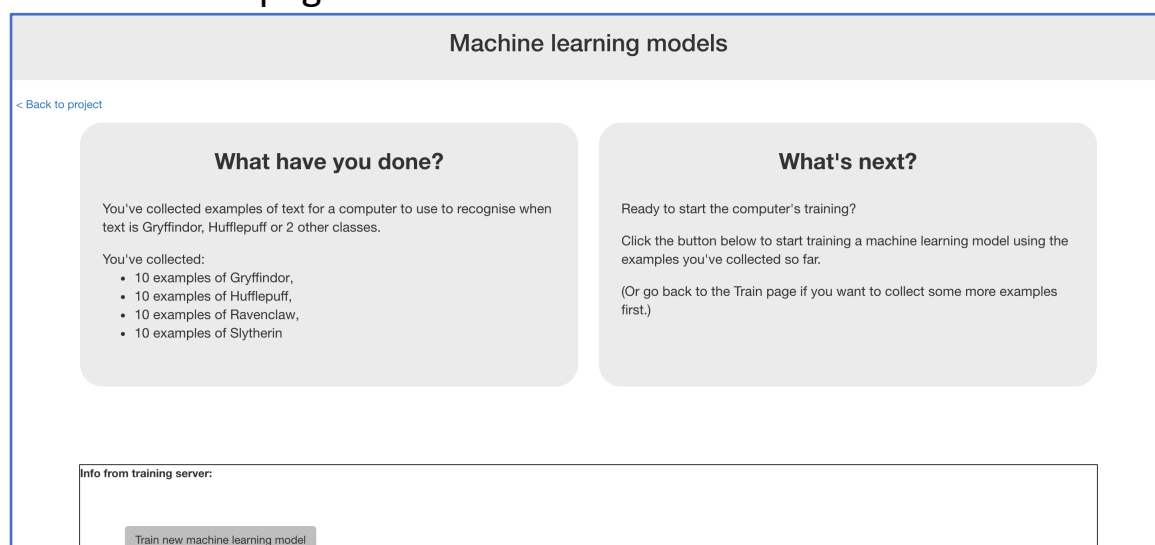 Machine learning models
< Back to project
What have you done?
You've collected examples of text for a computer to use to recognise when
text is Gryffindor, Hufflepuff or 2 other classes.
You've collected:
• 10 examples of Gryffindor,
• 10 examples of Hufflepuff,
• 10 examples of Ravenclaw,
• 10 examples of Slytherin
What's next?
Ready to start the computer's training?
Click the button below to start training a machine learning model using the
examples you've collected so far.
(Or go back to the Train page if you want to collect some more examples
first.)
Info from training server:
Train new machine learning model